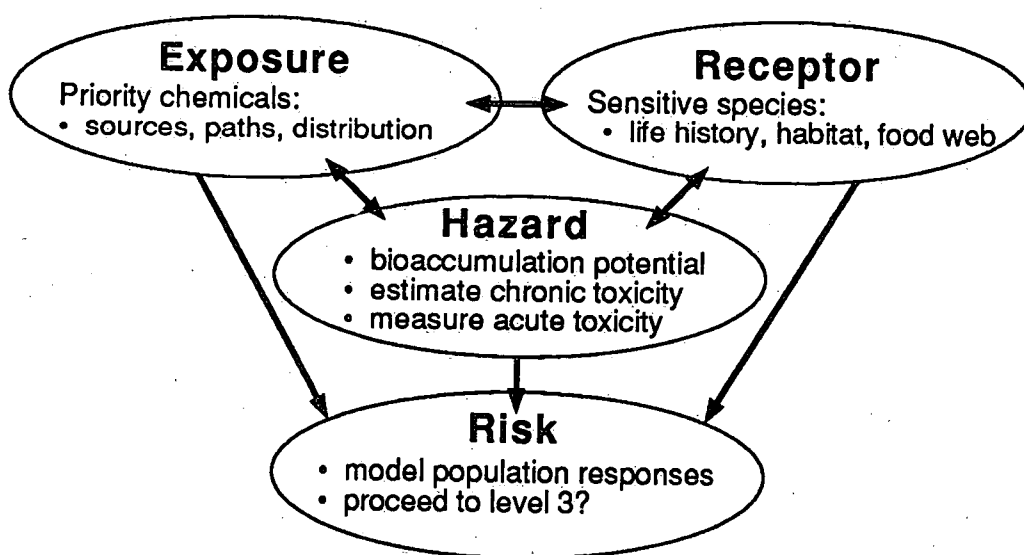 Exposure
Priority chemicals:
• sources, paths, distribution
Receptor
Sensitive species:
• life history, habitat, food web
Hazard
• bioaccumulation potential
• estimate chronic toxicity
• measure acute toxicity
Risk
• model population responses
• proceed to level 3?